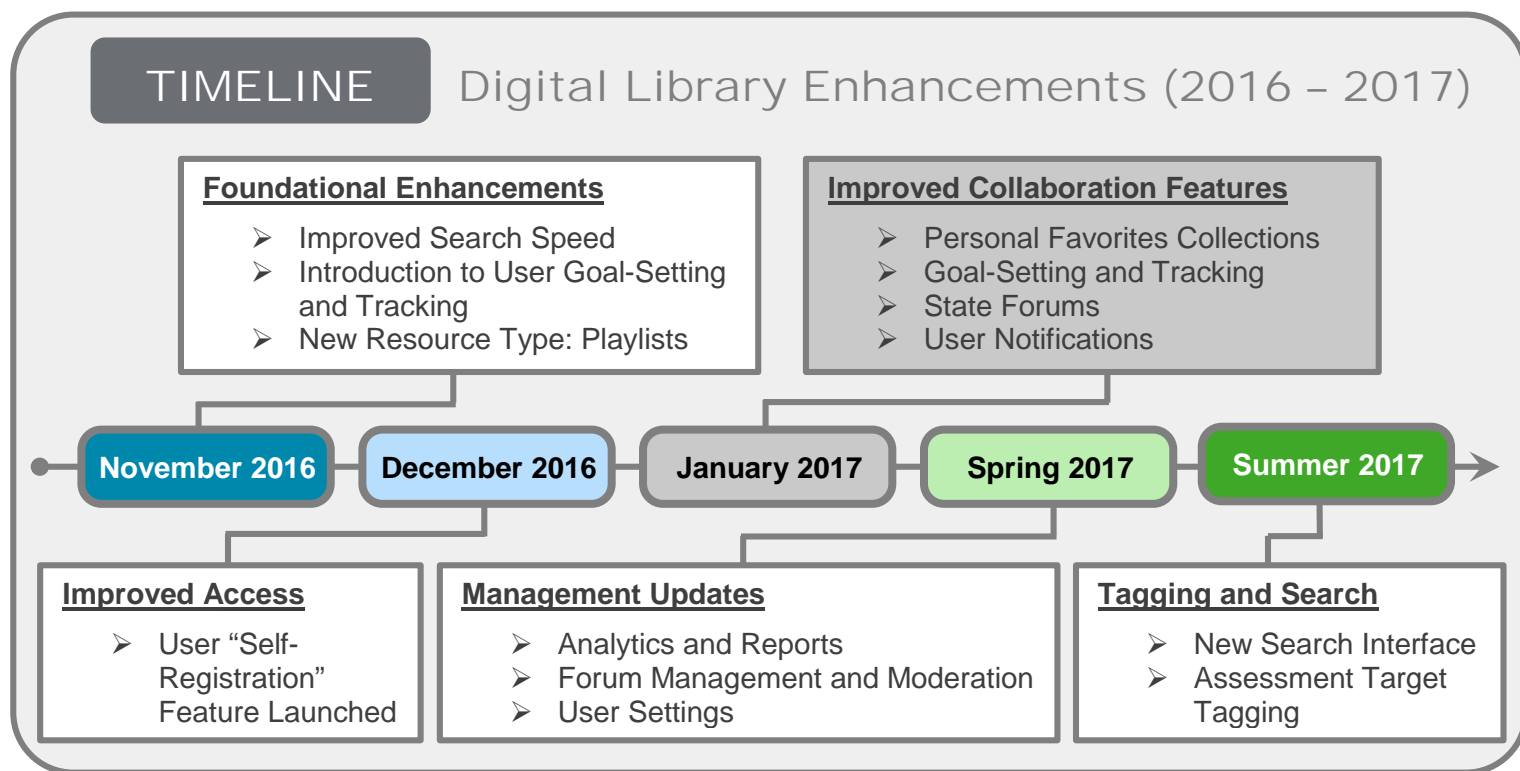 TIMELINE
Digital Library Enhancements (2016 – 2017)
Foundational Enhancements
➢ Improved Search Speed
➢ Introduction to User Goal-Setting
and Tracking
➢ New Resource Type: Playlists
Improved Collaboration Features
➢ Personal Favorites Collections
➢ Goal-Setting and Tracking
➢ State Forums
➢ User Notifications
November 2016
December 2016
January 2017
Spring 2017
Summer 2017
Improved Access
➢ User “Self-
Registration”
Feature Launched
Management Updates
➢ Analytics and Reports
➢ Forum Management and Moderation
➢ User Settings
Tagging and Search
➢ New Search Interface
➢ Assessment Target
Tagging